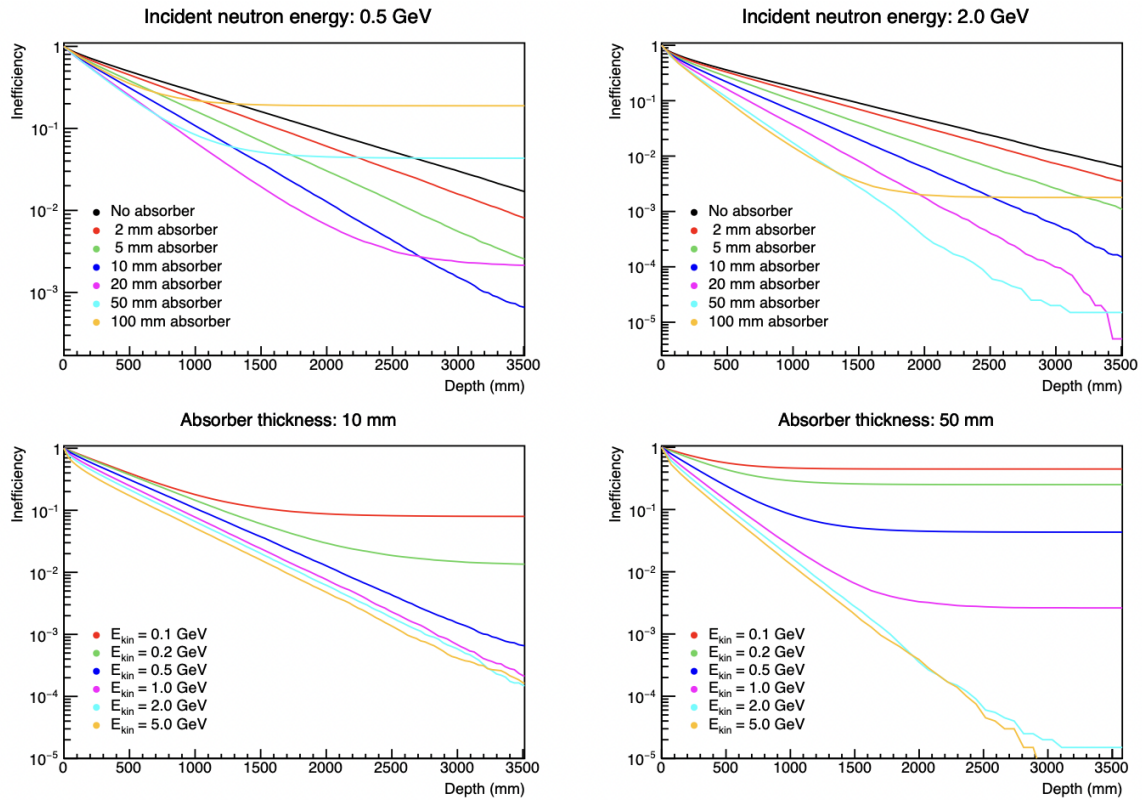 Incident neutron energy: 0.5 GeV
Inefficiency
1
10⁻¹
10⁻²
10⁻³
No absorber
2 mm absorber
5 mm absorber
10 mm absorber
20 mm absorber
50 mm absorber
100 mm absorber
0 500 1000 1500 2000 2500 3000 3500
Depth (mm)
Incident neutron energy: 2.0 GeV
Inefficiency
1
10⁻¹
10⁻²
10⁻³
10⁻⁴
10⁻⁵
No absorber
2 mm absorber
5 mm absorber
10 mm absorber
20 mm absorber
50 mm absorber
100 mm absorber
0 500 1000 1500 2000 2500 3000 3500
Depth (mm)
Absorber thickness: 10 mm
Inefficiency
1
10⁻¹
10⁻²
10⁻³
10⁻⁴
10⁻⁵
E_kin = 0.1 GeV
E_kin = 0.2 GeV
E_kin = 0.5 GeV
E_kin = 1.0 GeV
E_kin = 2.0 GeV
E_kin = 5.0 GeV
0 500 1000 1500 2000 2500 3000 3500
Depth (mm)
Absorber thickness: 50 mm
Inefficiency
1
10⁻¹
10⁻²
10⁻³
10⁻⁴
10⁻⁵
E_kin = 0.1 GeV
E_kin = 0.2 GeV
E_kin = 0.5 GeV
E_kin = 1.0 GeV
E_kin = 2.0 GeV
E_kin = 5.0 GeV
0 500 1000 1500 2000 2500 3000 3500
Depth (mm)